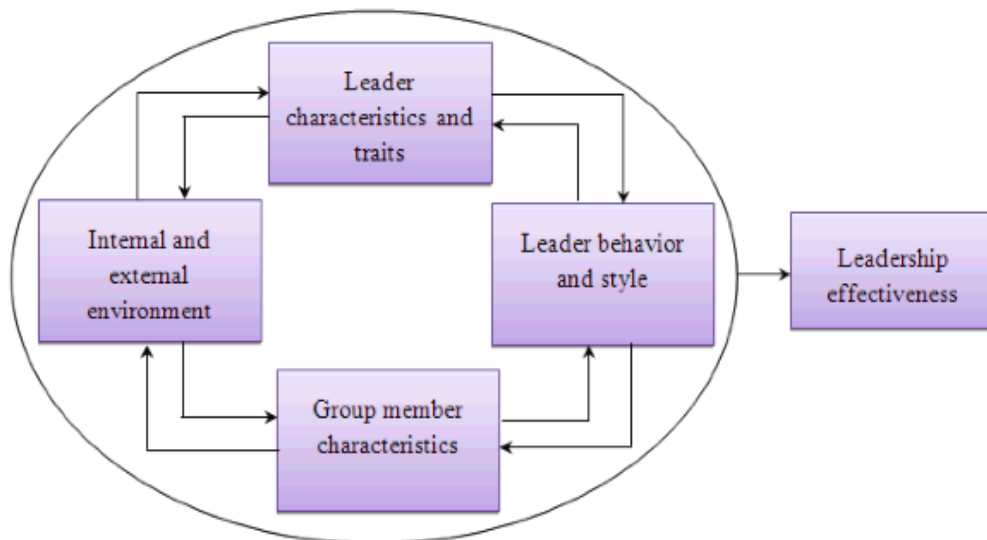 Leader
characteristics and
traits
Internal and
external
environment
Leader behavior
and style
Leadership
effectiveness
Group member
characteristics